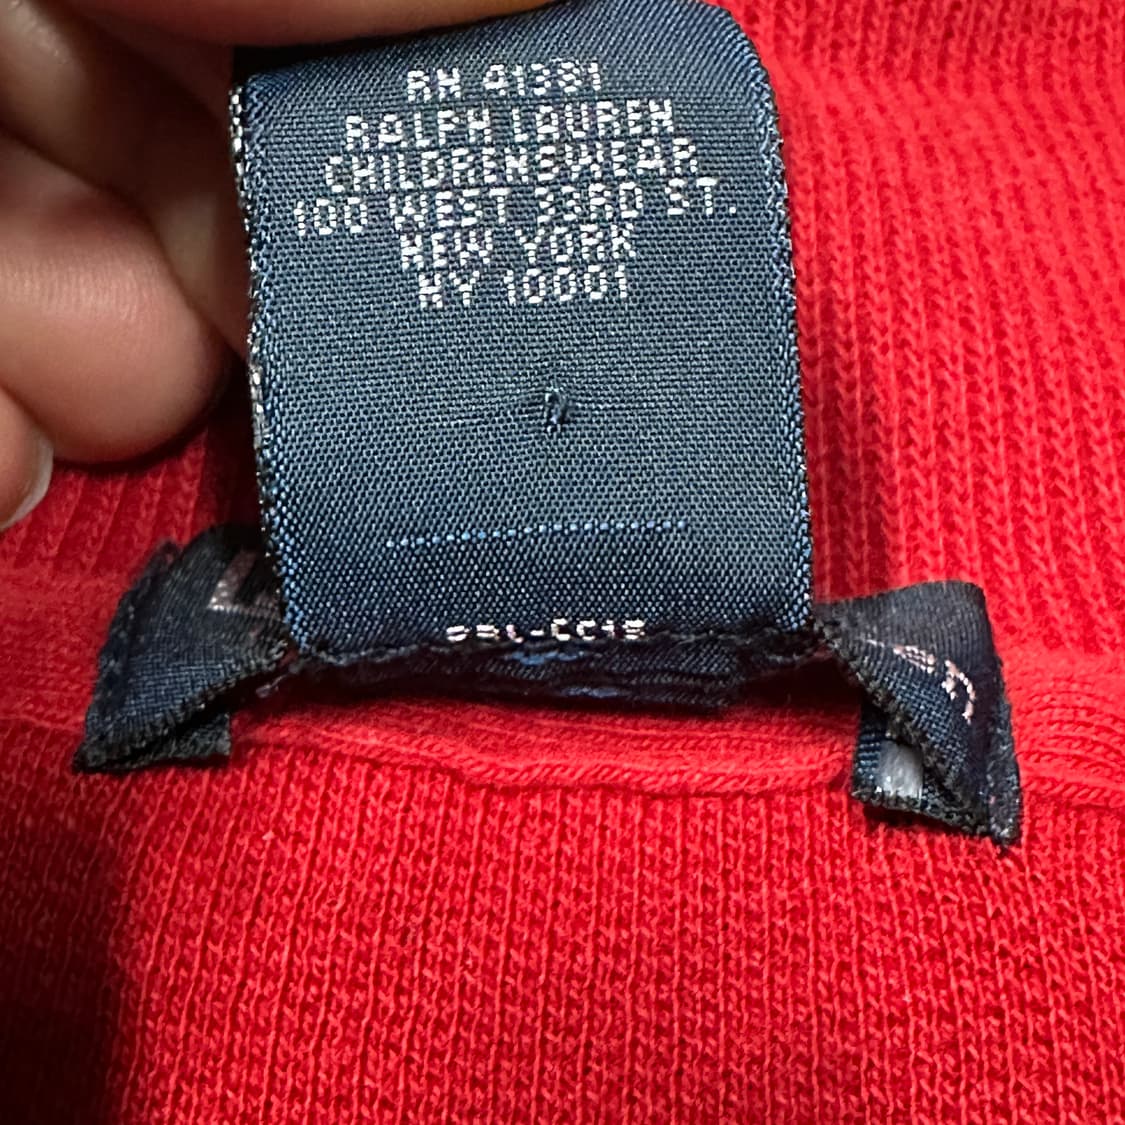 RN 41381
RALPH LAUREN
CHILDRENSWEAR
100 WEST 33RD ST.
NEW YORK
NY 10001